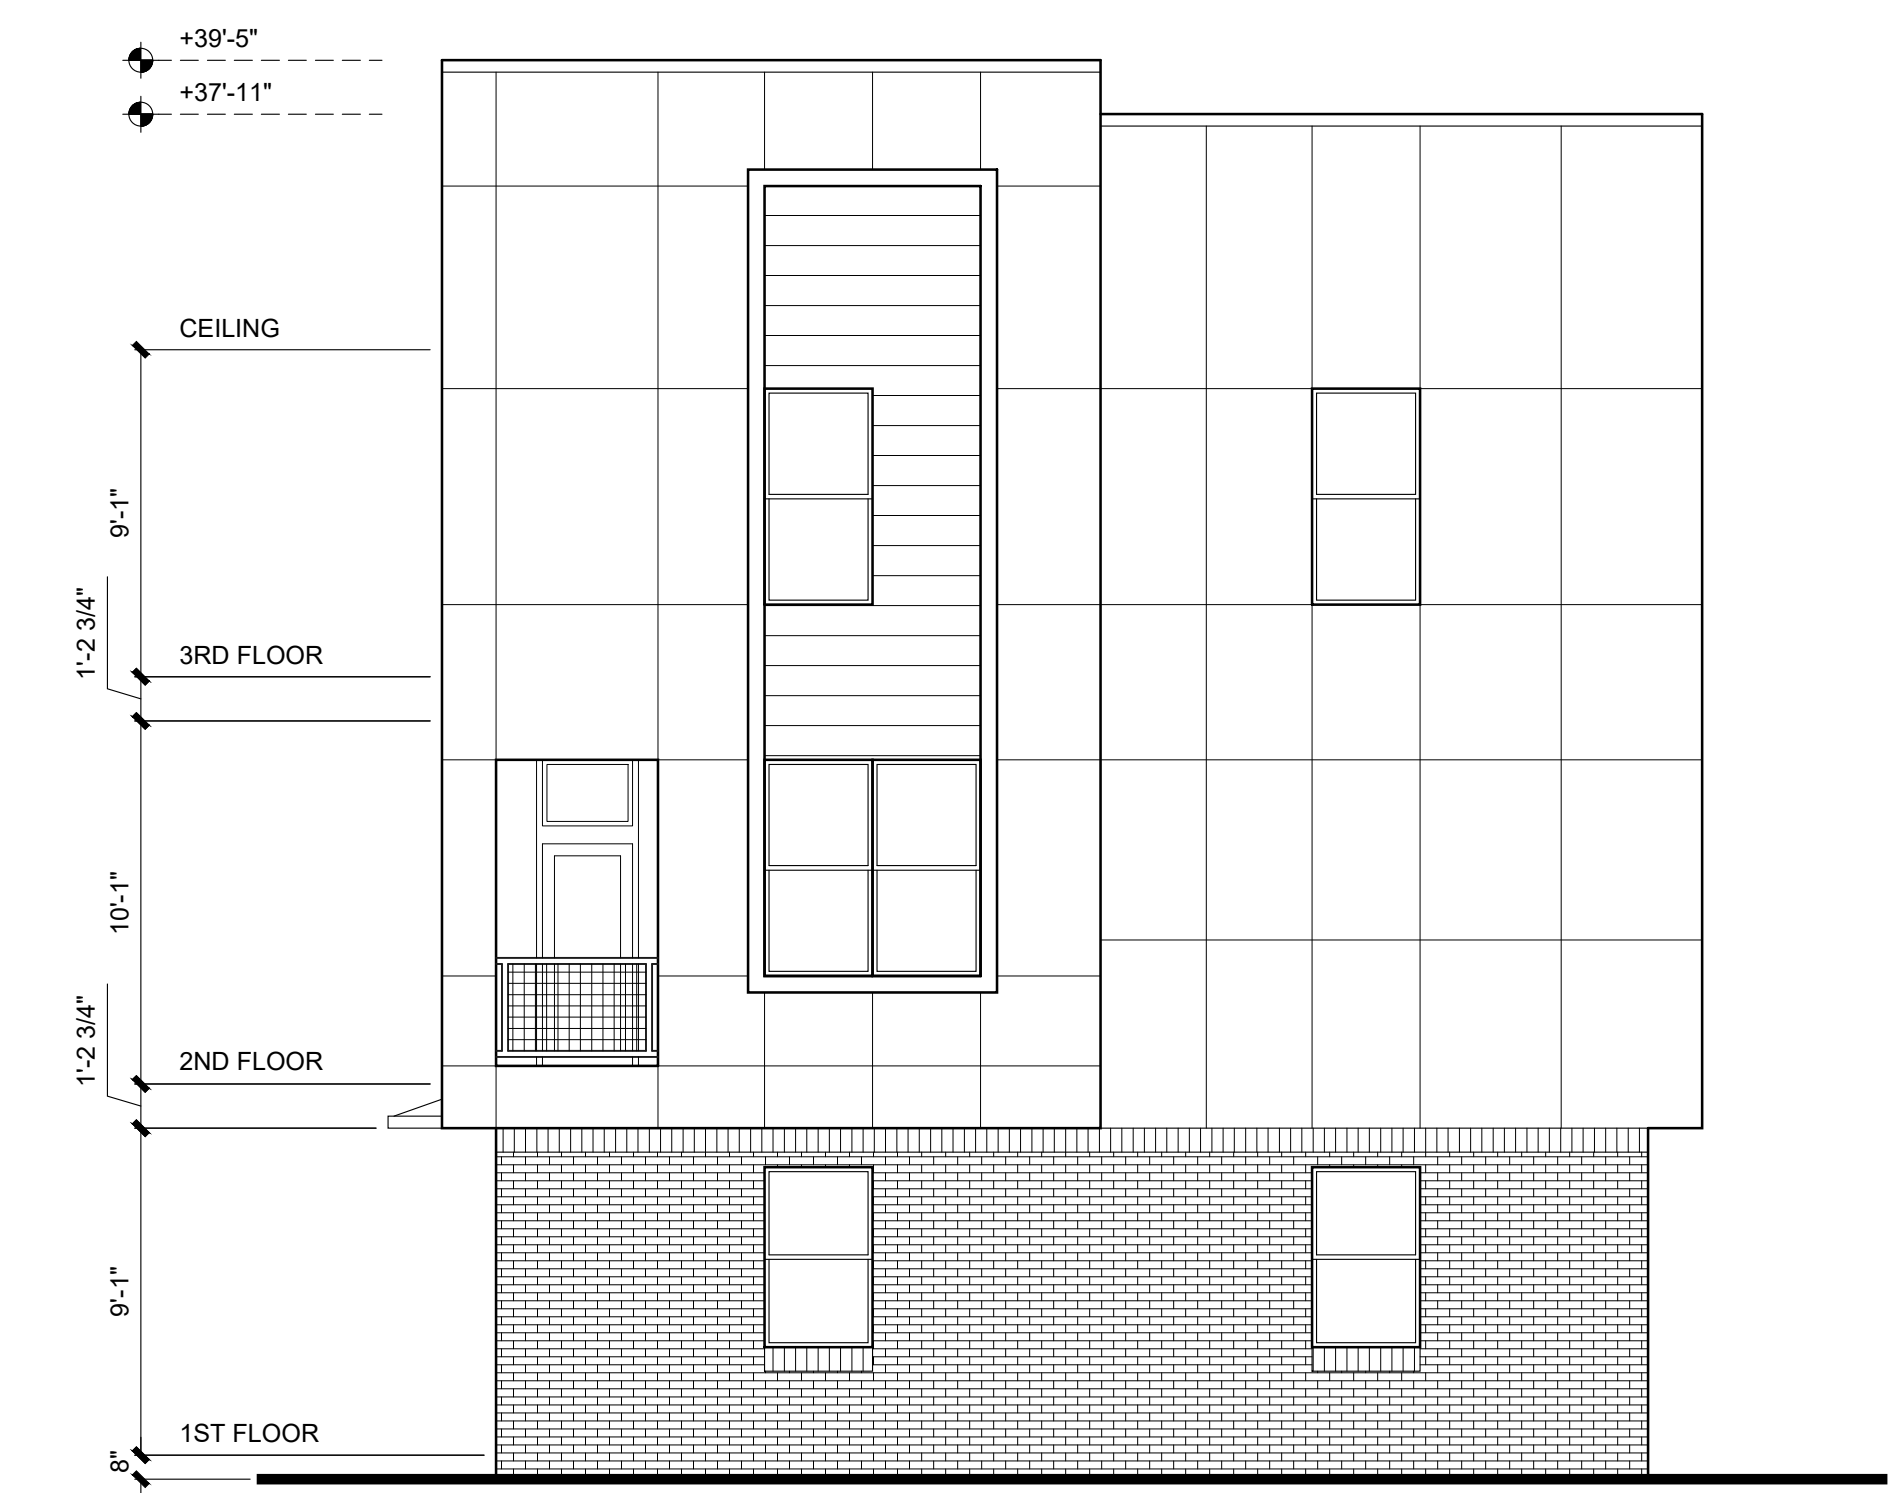 +39'-5"
+37'-11"
CEILING
9'-1"
1'-2 3/4"
3RD FLOOR
10'-1"
1'-2 3/4"
2ND FLOOR
9'-1"
1ST FLOOR
8"